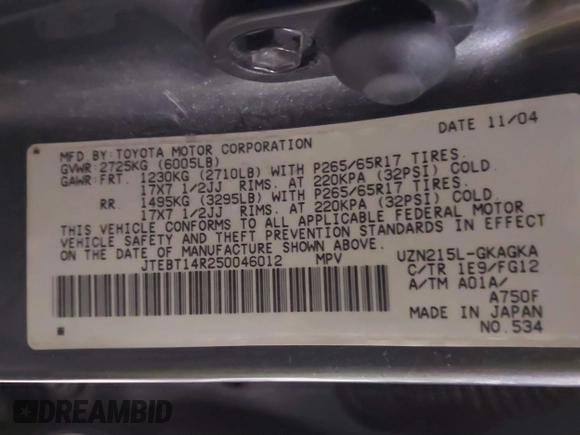 DATE 11/04
MFD BY:TOYOTA MOTOR CORPORATION
GVWR:2725KG (6005LB)
GAWR:FRT. 1230KG (2710LB) WITH P265/65R17 TIRES.
17X7 1/2JJ RIMS. AT 220KPA (32PSI) COLD.
RR. 1495KG (3295LB) WITH P265/65R17 TIRES.
17X7 1/2JJ RIMS. AT 220KPA (32PSI) COLD.
THIS VEHICLE CONFORMS TO ALL APPLICABLE FEDERAL MOTOR
VEHICLE SAFETY AND THEFT PREVENTION STANDARDS IN EFFECT
ON THE DATE OF MANUFACTURE SHOWN ABOVE.
JTEBT14R250046012 MPV UZN215L-GKAGKA
C/TR 1E9/FG12
A/TM A01A/
A750F
MADE IN JAPAN
NO.534
DREAMBID